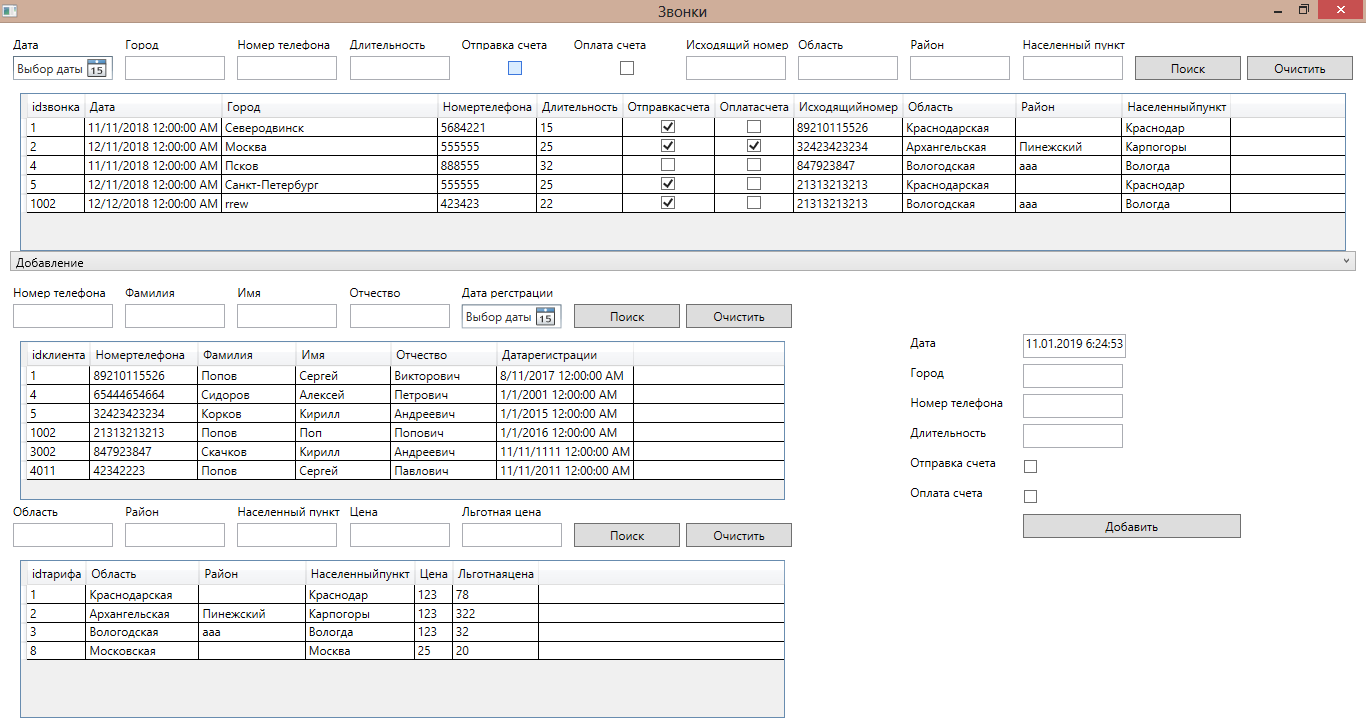 Звонки
Дата Город Номер телефона Длительность Отправка счета Оплата счета Исходящий номер Область Район Населенный пункт
Выбор даты 15 Поиск Очистить
idзвонка Дата Город Номертелефона Длительность Отправкасчета Оплатасчета Исходящийномер Область Район Населенныйпункт
1 11/11/2018 12:00:00 AM Северодвинск 5684221 15 89210115526 Краснодарская Краснодар
2 12/11/2018 12:00:00 AM Москва 555555 25 32423423234 Архангельская Пинежский Карпогоры
4 11/11/2018 12:00:00 AM Псков 888555 32 847923847 Вологодская ааа Вологда
5 12/11/2018 12:00:00 AM Санкт-Петербург 555555 25 21313213213 Краснодарская Краснодар
1002 12/12/2018 12:00:00 AM rrew 423423 22 21313213213 Вологодская ааа Вологда
Добавление
Номер телефона Фамилия Имя Отчество Дата регстрации
Выбор даты 15 Поиск Очистить
idклиента Номертелефона Фамилия Имя Отчество Датарегистрации
1 89210115526 Попов Сергей Викторович 8/11/2017 12:00:00 AM
4 65444654664 Сидоров Алексей Петрович 1/1/2001 12:00:00 AM
5 32423423234 Корков Кирилл Андреевич 1/1/2015 12:00:00 AM
1002 21313213213 Попов Поп Попович 1/1/2016 12:00:00 AM
3002 847923847 Скачков Кирилл Андреевич 11/11/1111 12:00:00 AM
4011 42342223 Попов Сергей Павлович 11/11/2011 12:00:00 AM
Область Район Населенный пункт Цена Льготная цена
Поиск Очистить
idтарифа Область Район Населенныйпункт Цена Льготнаяцена
1 Краснодарская Краснодар 123 78
2 Архангельская Пинежский Карпогоры 123 322
3 Вологодская ааа Вологда 123 32
8 Московская Москва 25 20
Дата 11.01.2019 6:24:53
Город
Номер телефона
Длительность
Отправка счета
Оплата счета
Добавить